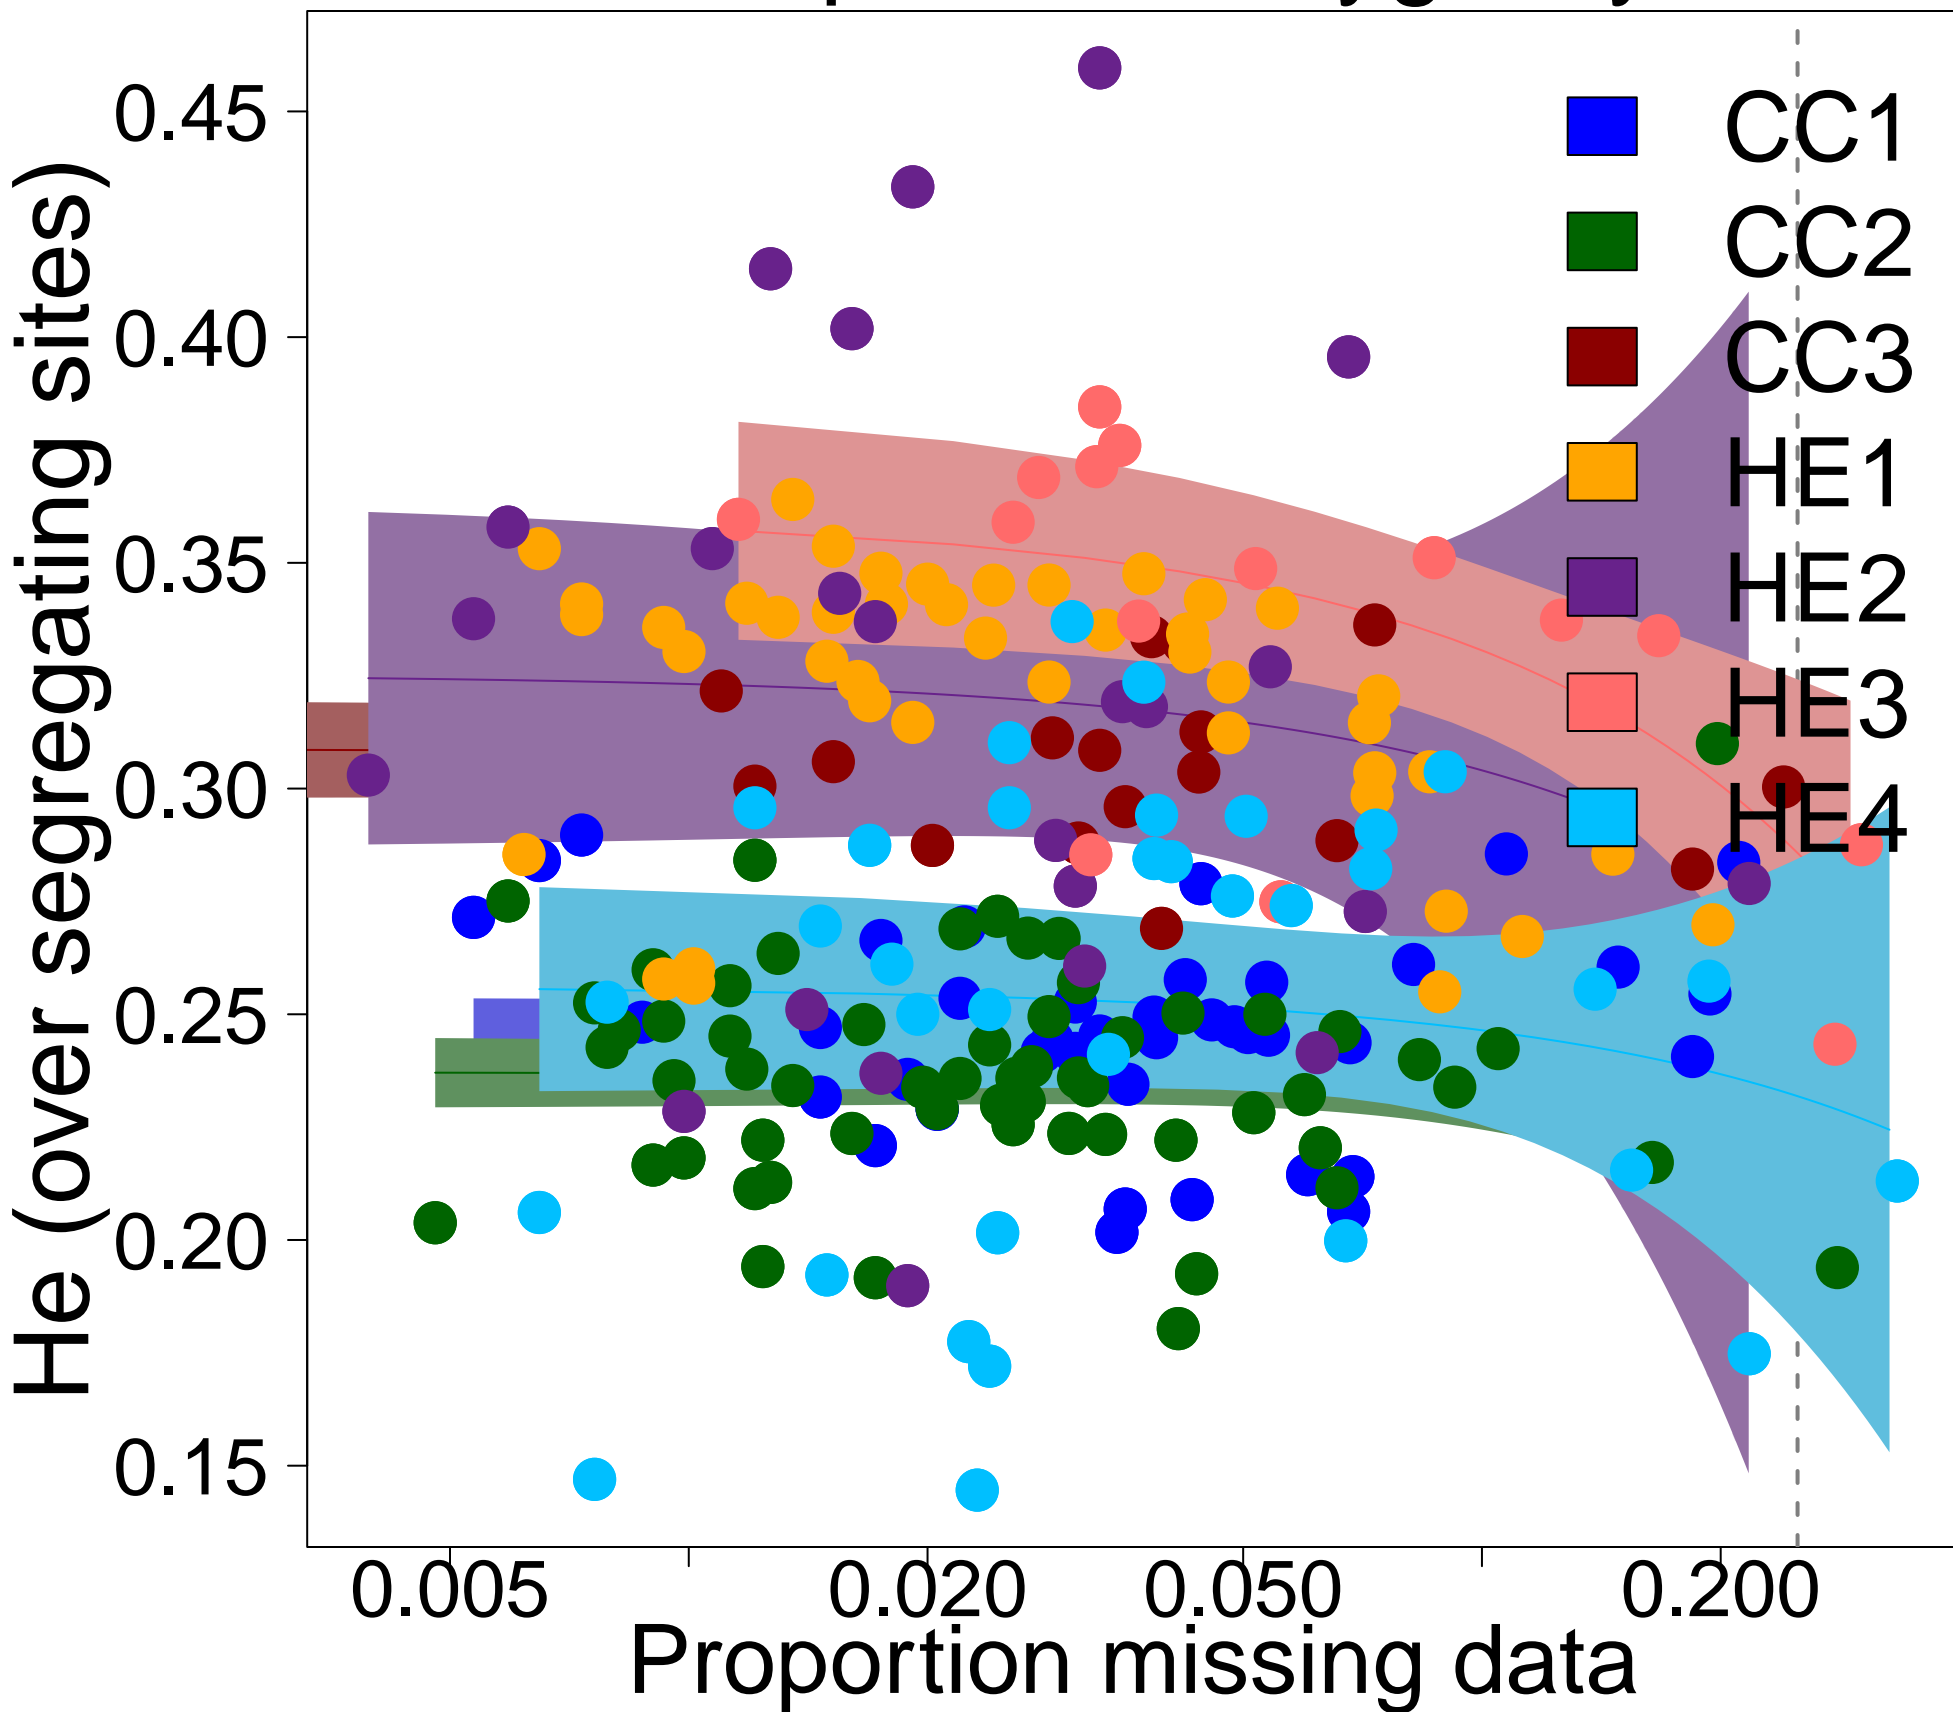 He (over segregating sites)
0.45
0.40
0.35
0.30
0.25
0.20
0.15
CC1
CC2
CC3
HE1
HE2
HE3
HE4
0.005 0.020 0.050 0.200
Proportion missing data